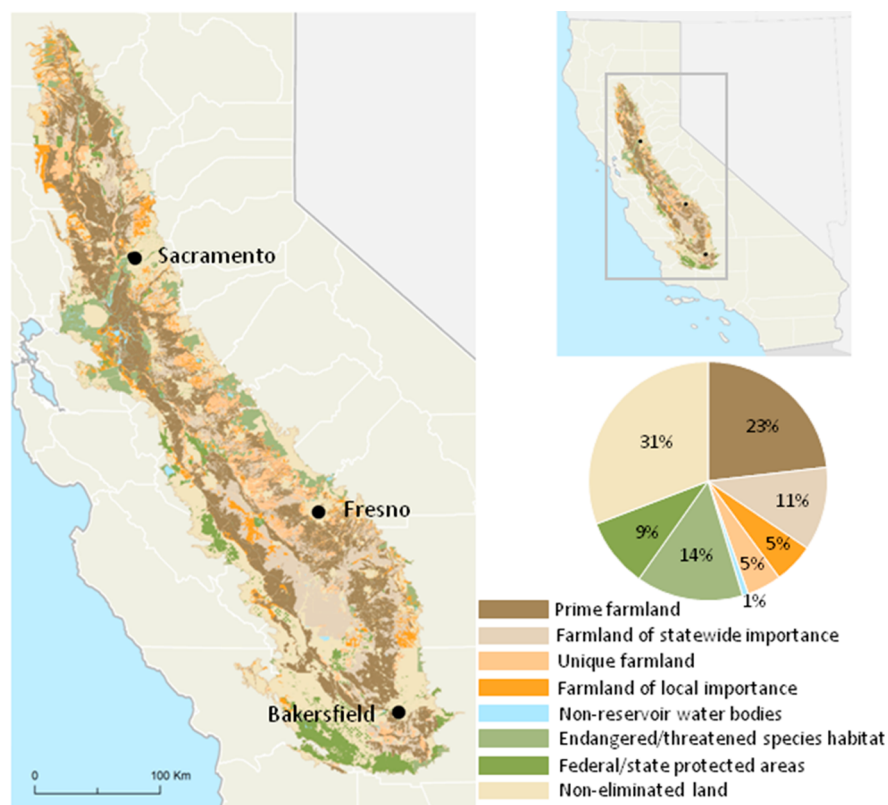 Sacramento
Fresno
Bakersfield
0 100 Km
23%
31%
11%
9%
5%
14%
5%
1%
Prime farmland
Farmland of statewide importance
Unique farmland
Farmland of local importance
Non-reservoir water bodies
Endangered/threatened species habitat
Federal/state protected areas
Non-eliminated land